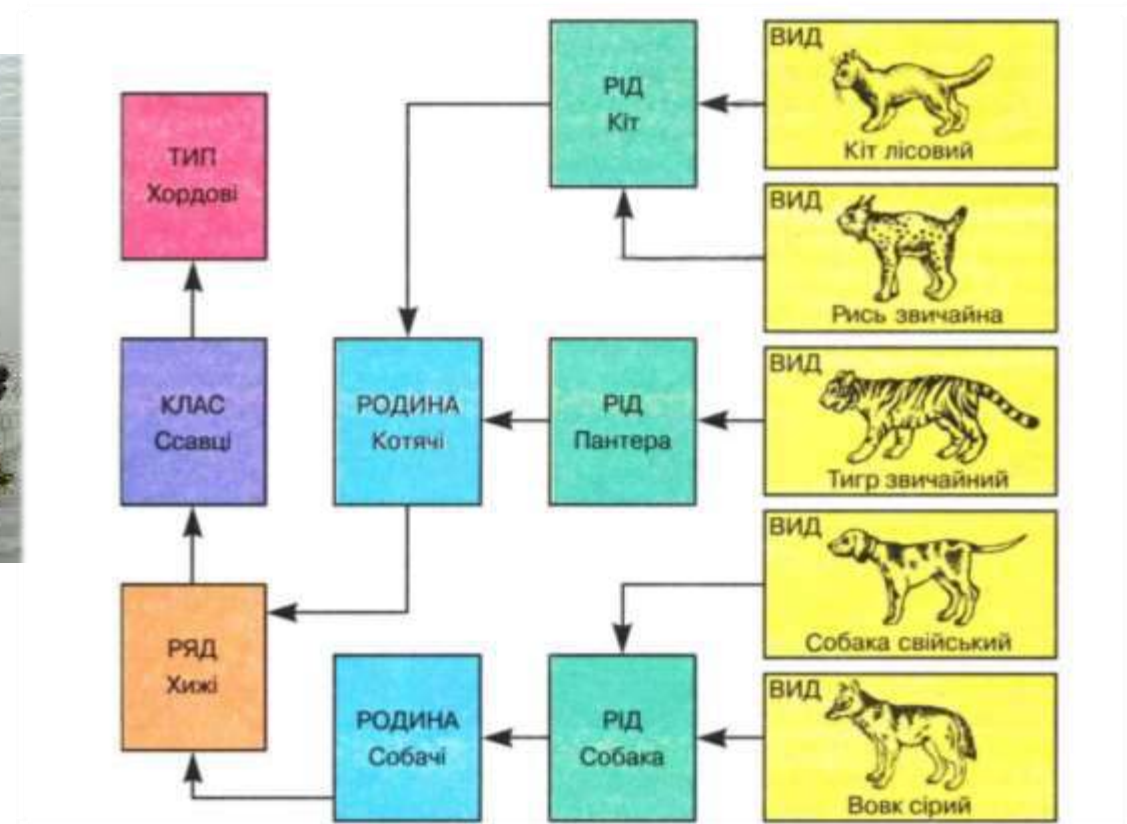 ТИП
Хордові
КЛАС
Ссавці
РЯД
Хижі
РОДИНА
Котячі
РОДИНА
Собачі
РІД
Кіт
РІД
Пантера
РІД
Собака
ВИД
Кіт лісовий
ВИД
Рись звичайна
ВИД
Тигр звичайний
ВИД
Собака свійський
ВИД
Вовк сірий